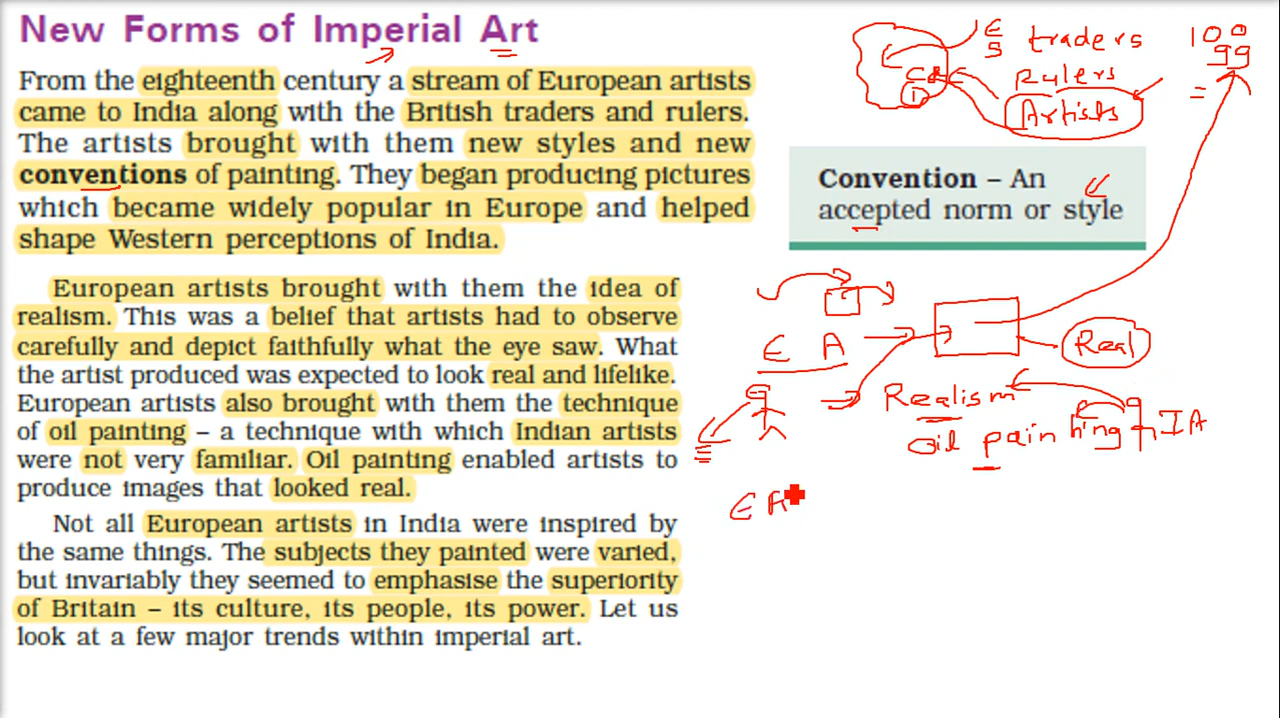 New Forms of Imperial Art
From the eighteenth century a stream of European artists
came to India along with the British traders and rulers.
The artists brought with them new styles and new
conventions of painting. They began producing pictures
which became widely popular in Europe and helped
shape Western perceptions of India.
European artists brought with them the idea of
realism. This was a belief that artists had to observe
carefully and depict faithfully what the eye saw. What
the artist produced was expected to look real and lifelike.
European artists also brought with them the technique
of oil painting – a technique with which Indian artists
were not very familiar. Oil painting enabled artists to
produce images that looked real.
Not all European artists in India were inspired by
the same things. The subjects they painted were varied,
but invariably they seemed to emphasise the superiority
of Britain – its culture, its people, its power. Let us
look at a few major trends within imperial art.
traders
rulers
Artists
100
99
Convention – An
accepted norm or style
E A
Real
Realism
Oil painting
IA
E A